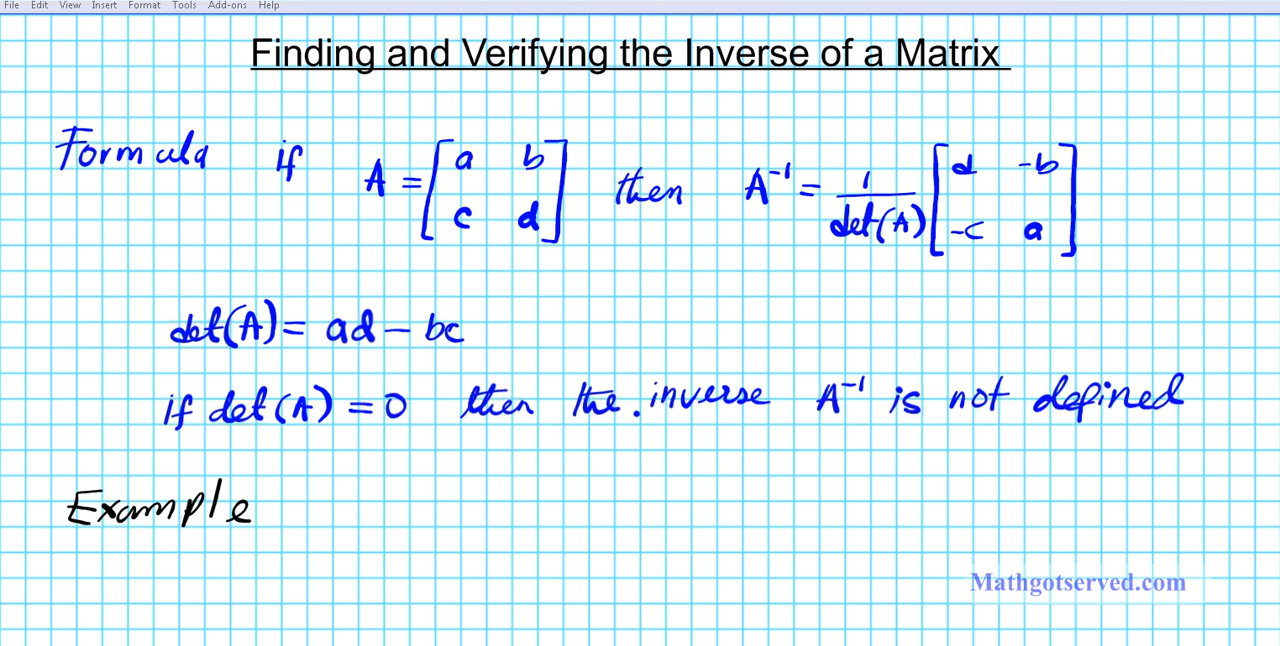 File Edit View Insert Format Tools Add-ons Help
Finding and Verifying the Inverse of a Matrix
Formula if A = [a b; c d] then A⁻¹ = 1/det(A) [d -b; -c a]
det(A) = ad - bc
if det(A) = 0 then the inverse A⁻¹ is not defined
Example
Mathgotserved.com